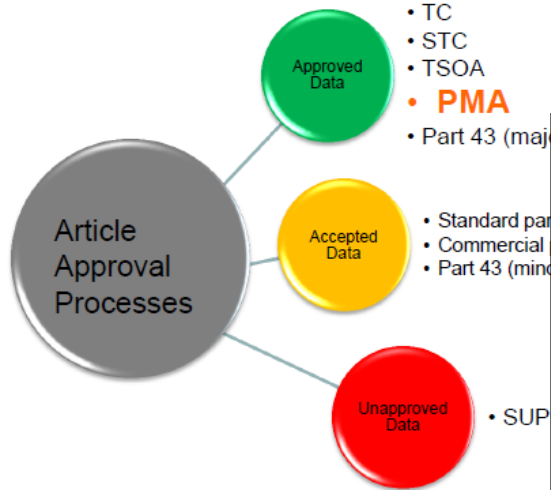 Article
Approval
Processes
Approved
Data
• TC
• STC
• TSOA
• PMA
• Part 43 (majo
Accepted
Data
• Standard par
• Commercial
• Part 43 (mino
Unapproved
Data
• SUP